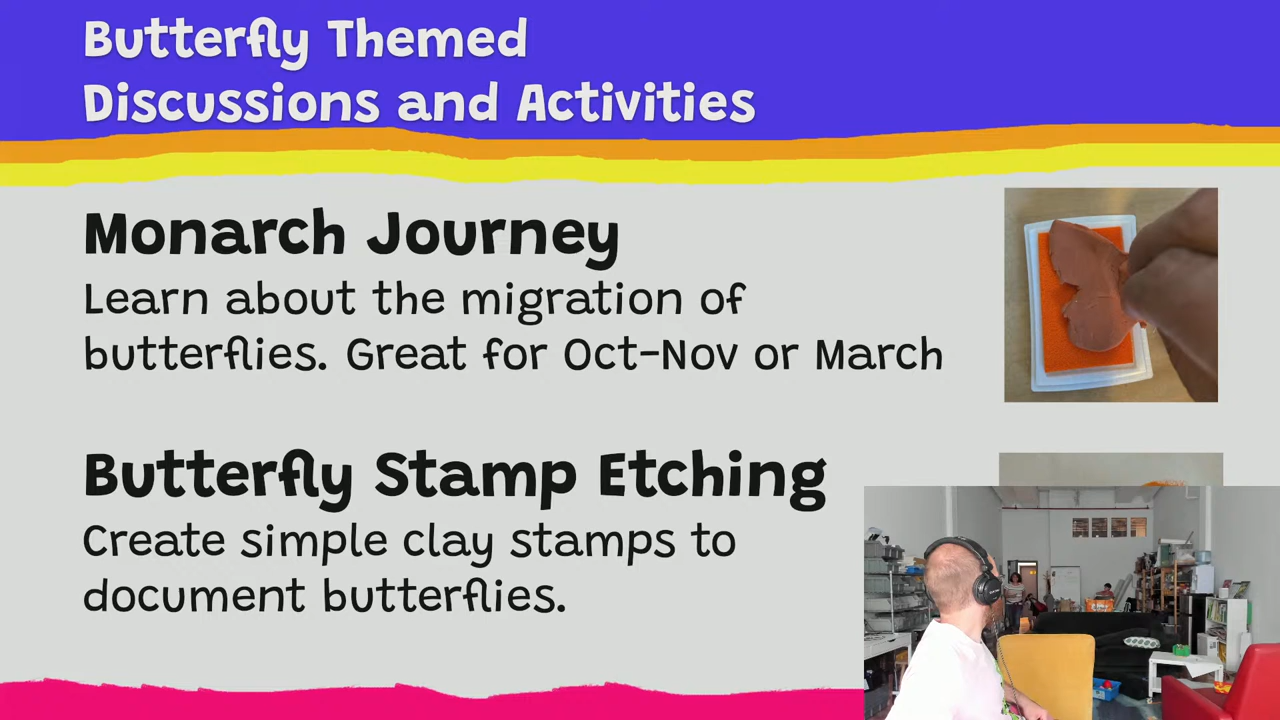 Butterfly Themed
Discussions and Activities
Monarch Journey
Learn about the migration of
butterflies. Great for Oct-Nov or March
Butterfly Stamp Etching
Create simple clay stamps to
document butterflies.